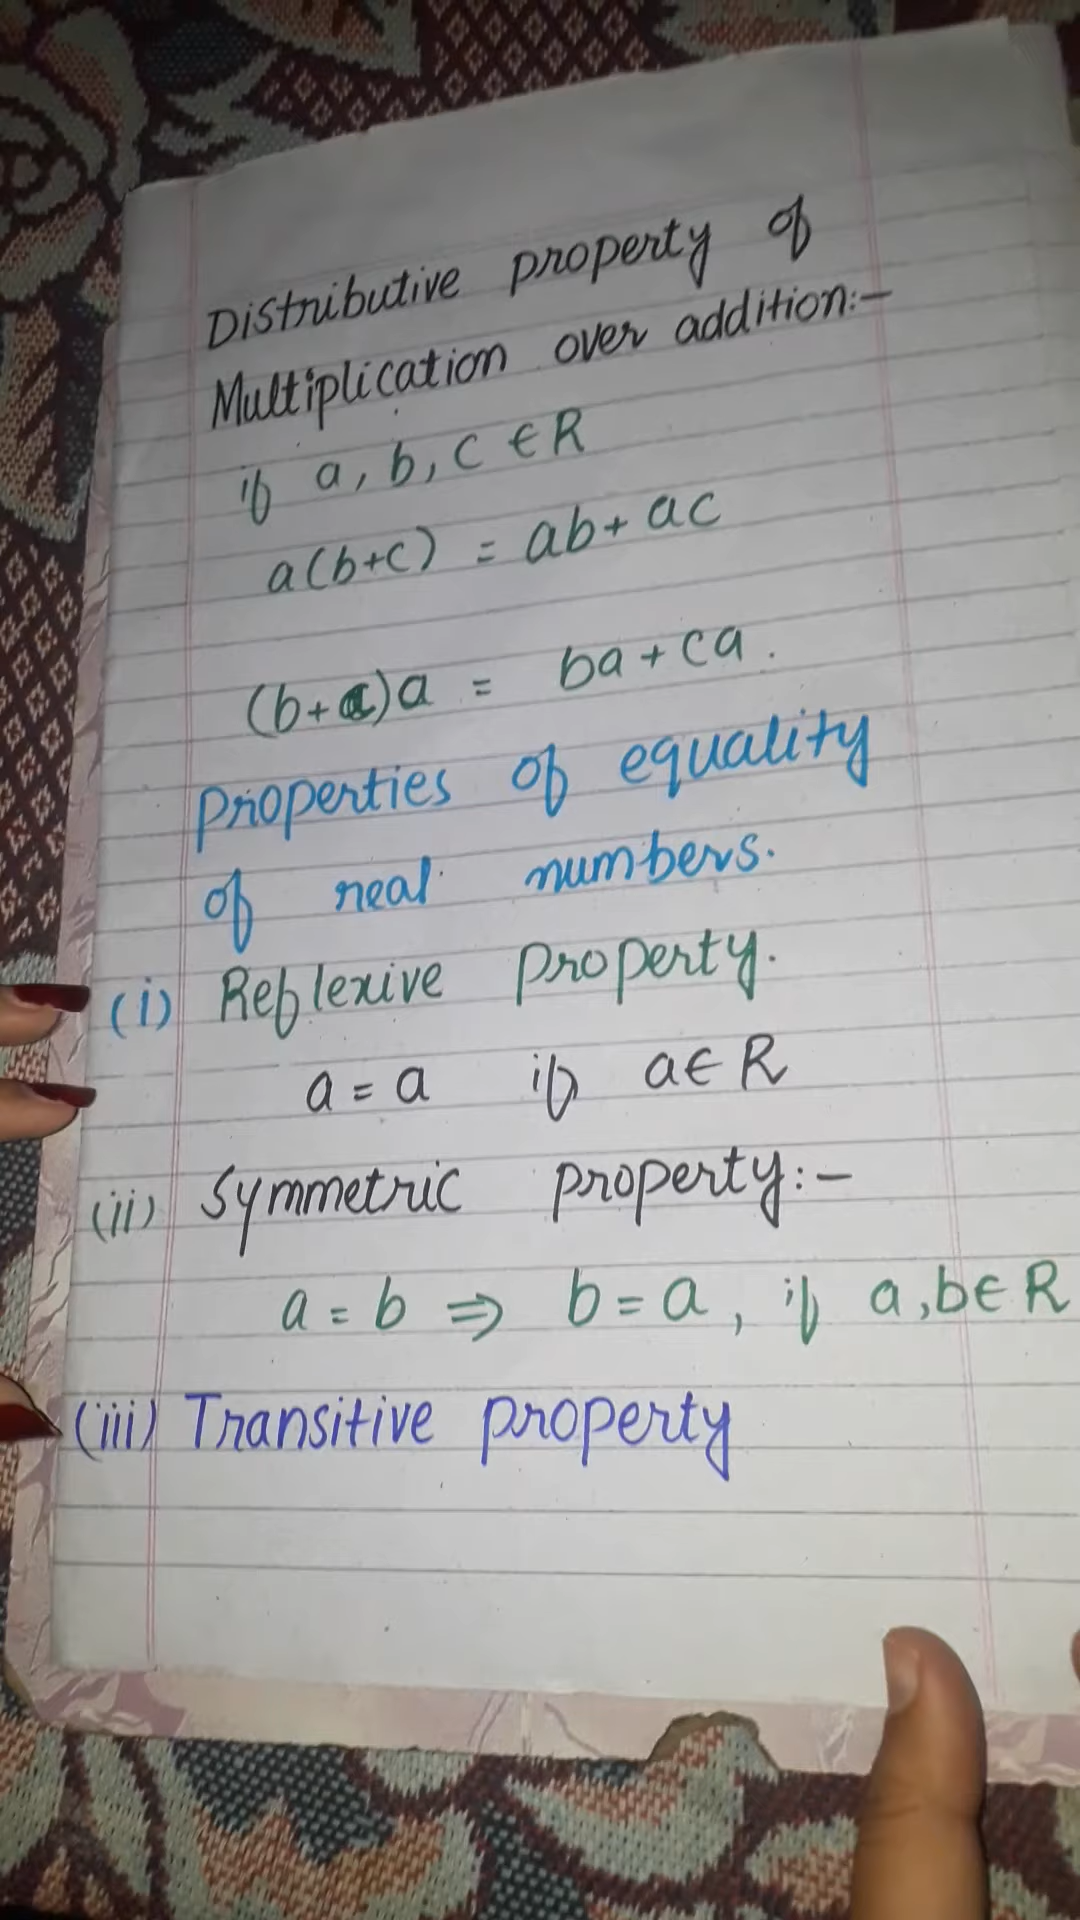 Distributive property of
Multiplication over addition:-
if a, b, c ∈ R
a(b+c) = ab + ac
(b+c)a = ba + ca.
properties of equality
of real numbers.
(i) Reflexive property.
a = a if a ∈ R
(ii) Symmetric property:-
a = b ⇒ b = a, if a, b ∈ R
(iii) Transitive property